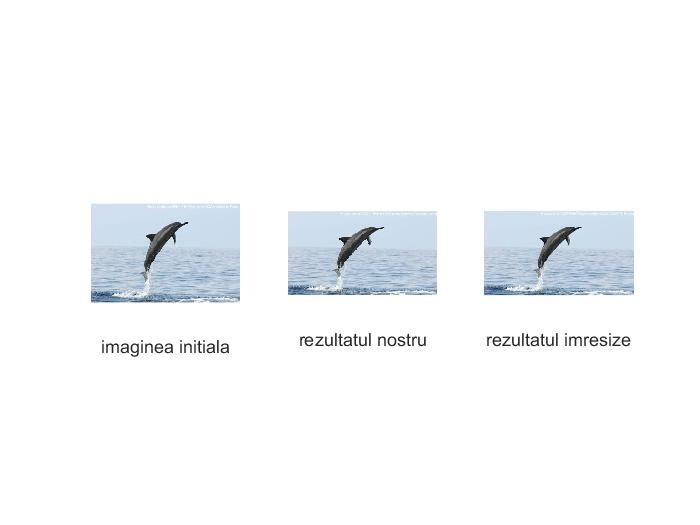 imaginea initiala
rezultatul nostru
rezultatul imresize